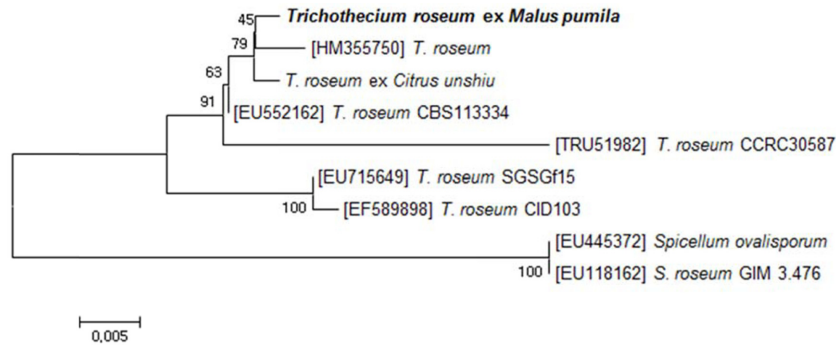 45
Trichothecium roseum ex Malus pumila
79
[HM355750] T. roseum
63
T. roseum ex Citrus unshiu
91
[EU552162] T. roseum CBS113334
[TRU51982] T. roseum CCRC30587
[EU715649] T. roseum SGSGf15
100
[EF589898] T. roseum CID103
[EU445372] Spicellum ovalisporum
100
[EU118162] S. roseum GIM 3.476
0,005